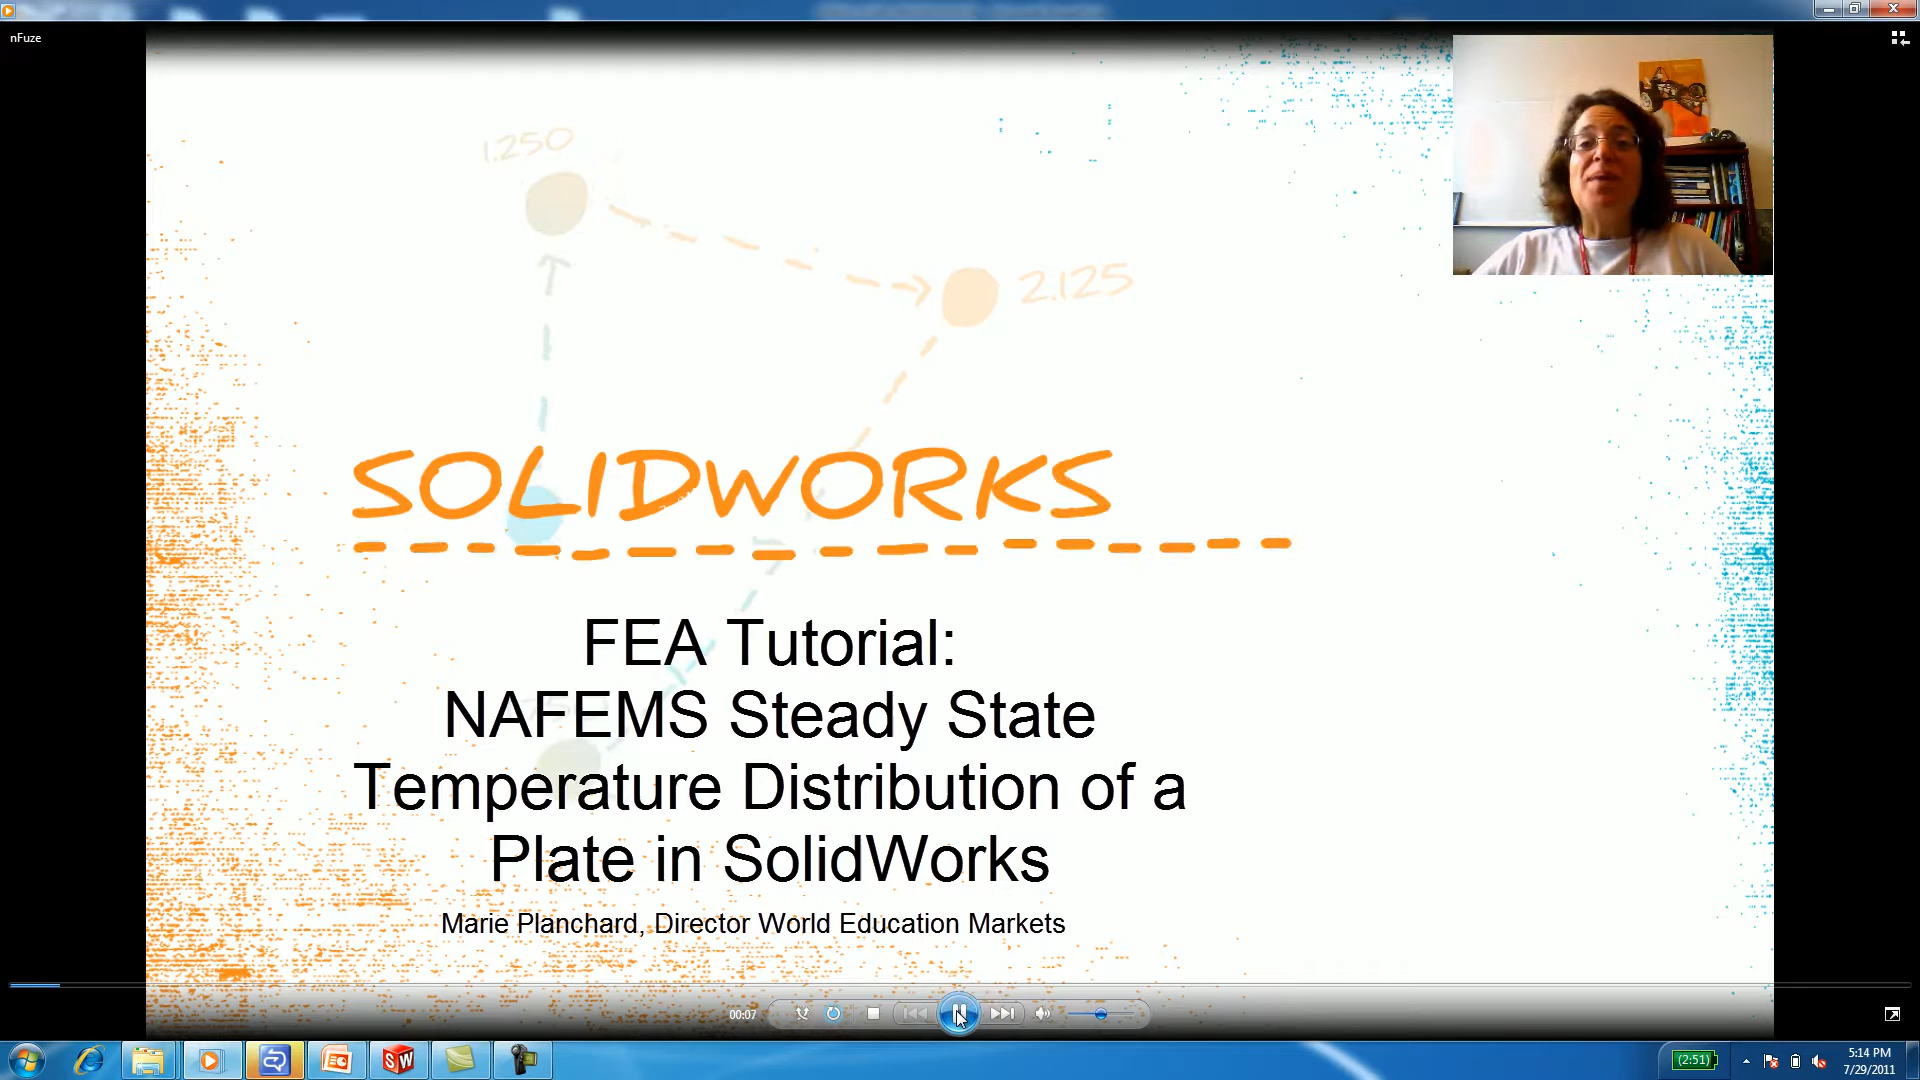 nFuze
1.250
2.125
SOLIDWORKS
FEA Tutorial:
NAFEMS Steady State
Temperature Distribution of a
Plate in SolidWorks
Marie Planchard, Director World Education Markets
00:07
SW
(2:51)
5:14 PM
7/29/2011